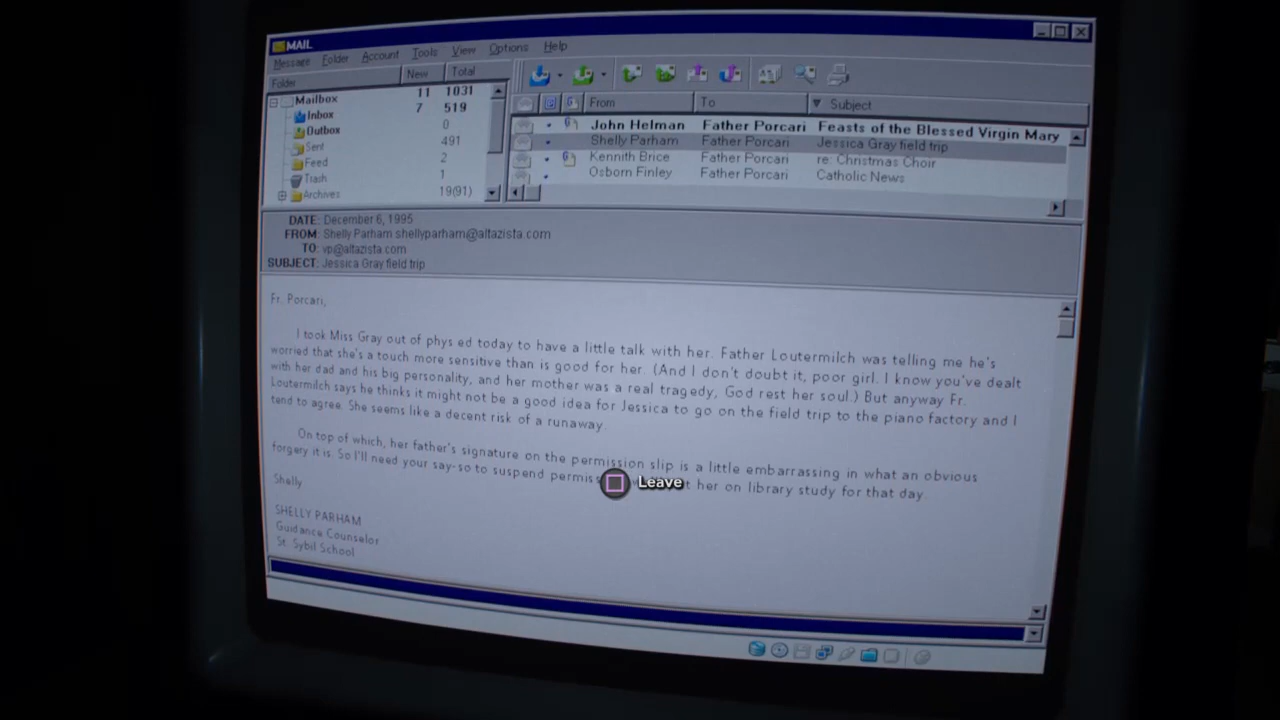 MAIL
Message Folder Account Tools View Options Help
Folder New Total
Mailbox 11 1031
Inbox 7 519
Outbox 0
Sent 491
Feed 2
Trash 1
Archives 19(91)
From To Subject
John Helman Father Porcari Feasts of the Blessed Virgin Mary
Shelly Parham Father Porcari Jessica Gray field trip
Kennith Brice Father Porcari re: Christmas Choir
Osborn Finley Father Porcari Catholic News
DATE: December 6, 1995
FROM: Shelly Parham shellyparham@altazista.com
TO: vp@altazista.com
SUBJECT: Jessica Gray field trip
Fr. Porcari,
I took Miss Gray out of phys ed today to have a little talk with her. Father Loutermilch was telling me he's
worried that she's a touch more sensitive than is good for her. (And I don't doubt it, poor girl. I know you've dealt
with her dad and his big personality, and her mother was a real tragedy, God rest her soul.) But anyway Fr.
Loutermilch says he thinks it might not be a good idea for Jessica to go on the field trip to the piano factory and I
tend to agree. She seems like a decent risk of a runaway.
On top of which, her father's signature on the permission slip is a little embarrassing in what an obvious
forgery it is. So I'll need your say-so to suspend permiss her on library study for that day.
Leave
Shelly
SHELLY PARHAM
Guidance Counselor
St. Sybil School